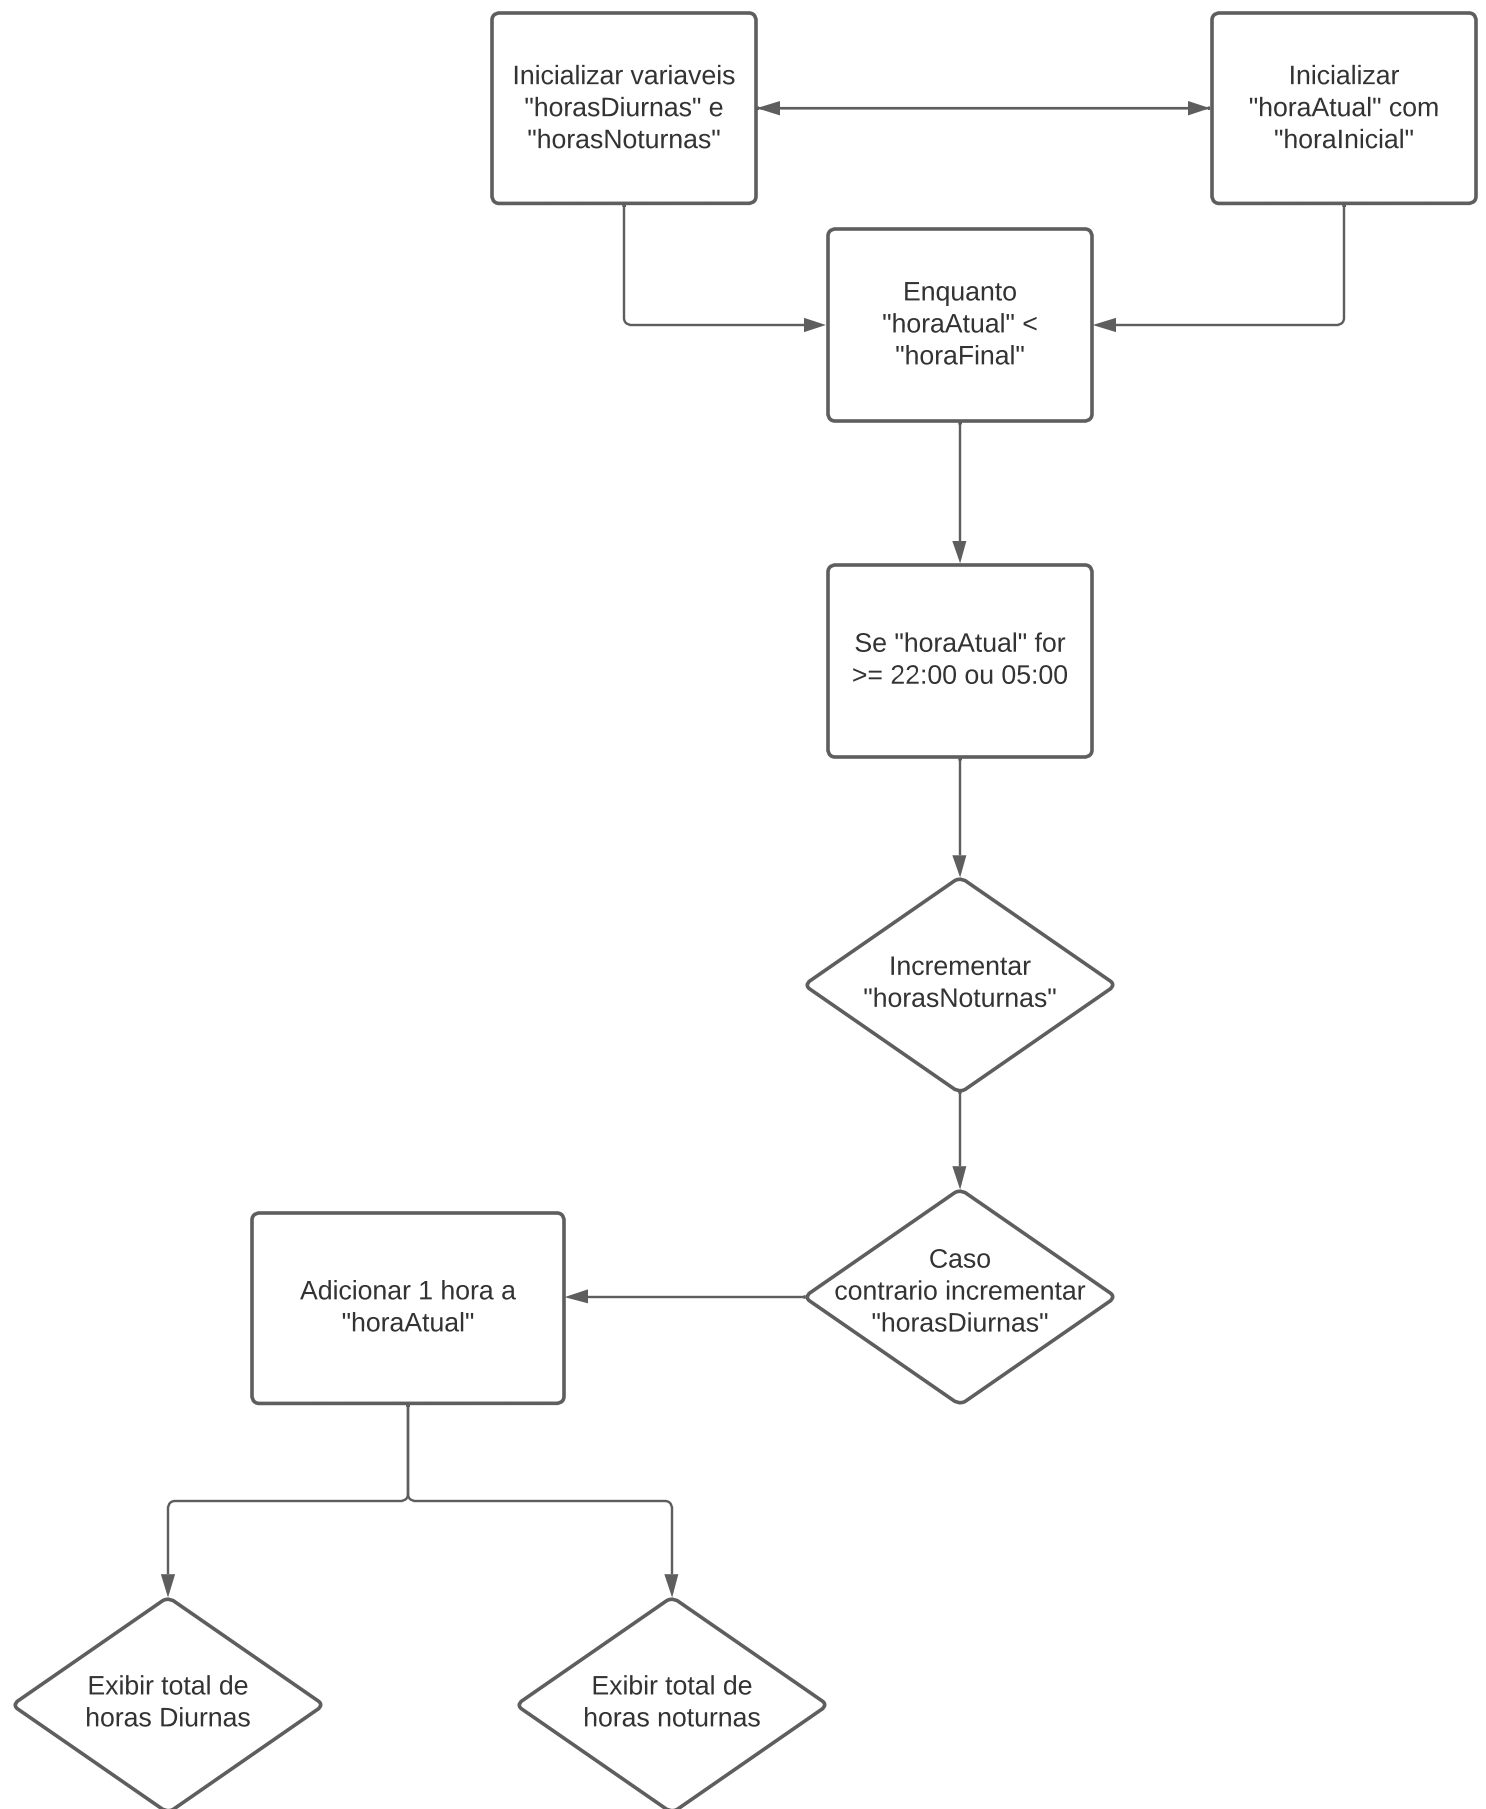 Inicializar variaveis
"horasDiurnas" e
"horasNoturnas"
Inicializar
"horaAtual" com
"horaInicial"
Enquanto
"horaAtual" <
"horaFinal"
Se "horaAtual" for
>= 22:00 ou 05:00
Incrementar
"horasNoturnas"
Caso
contrario incrementar
"horasDiurnas"
Adicionar 1 hora a
"horaAtual"
Exibir total de
horas Diurnas
Exibir total de
horas noturnas